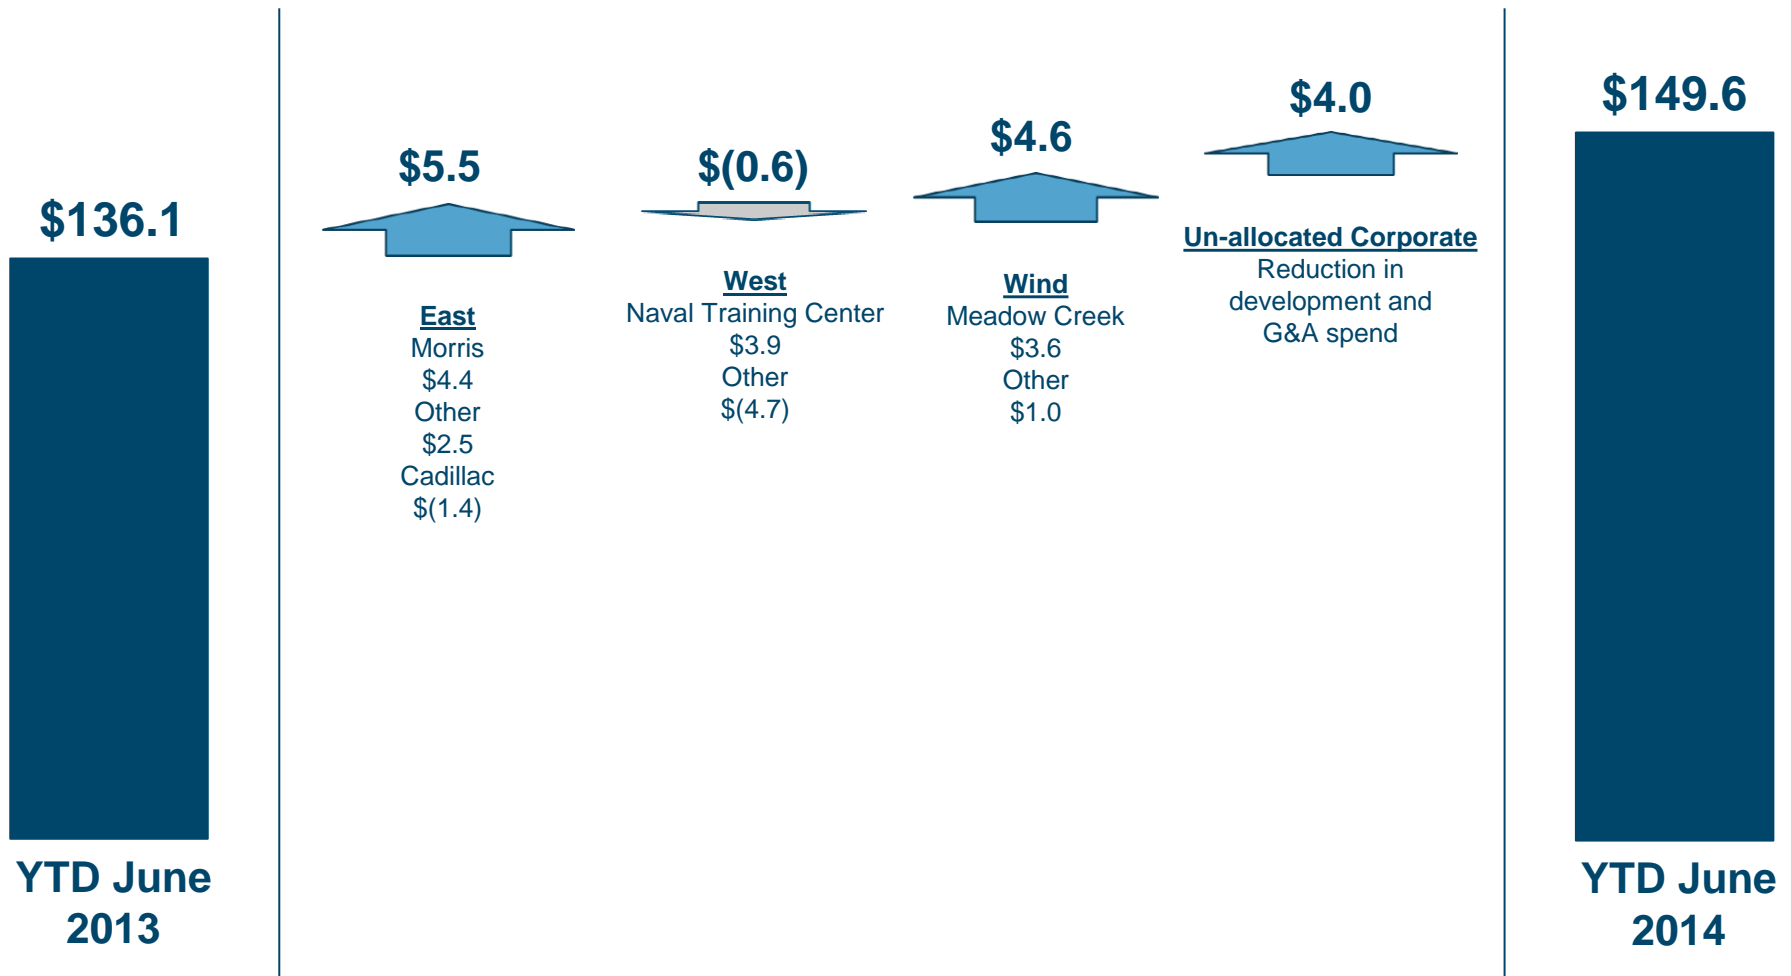 $136.1
YTD June
2013
$5.5
East
Morris
$4.4
Other
$2.5
Cadillac
$(1.4)
$(0.6)
West
Naval Training Center
$3.9
Other
$(4.7)
$4.6
Wind
Meadow Creek
$3.6
Other
$1.0
$4.0
Un-allocated Corporate
Reduction in
development and
G&A spend
$149.6
YTD June
2014